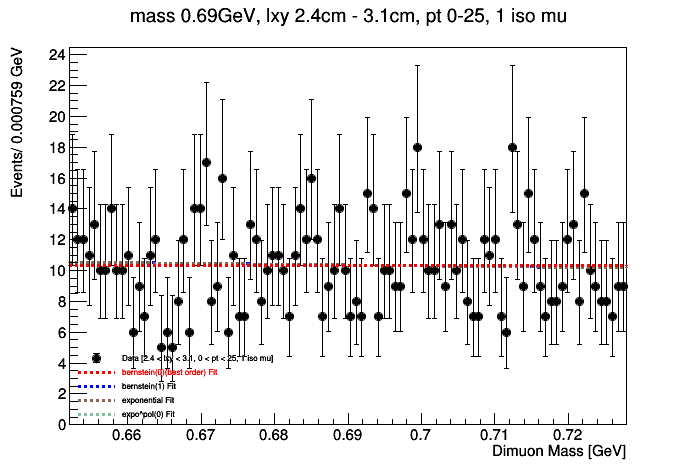 mass 0.69GeV, lxy 2.4cm - 3.1cm, pt 0-25, 1 iso mu
Events/ 0.000759 GeV
24
22
20
18
16
14
12
10
8
6
4
2
0
Data [2.4 < lxy < 3.1, 0 < pt < 25, 1 iso mu]
bernstein(0)(best order) Fit
bernstein(1) Fit
exponential Fit
expo*pol(0) Fit
0.66 0.67 0.68 0.69 0.7 0.71 0.72
Dimuon Mass [GeV]